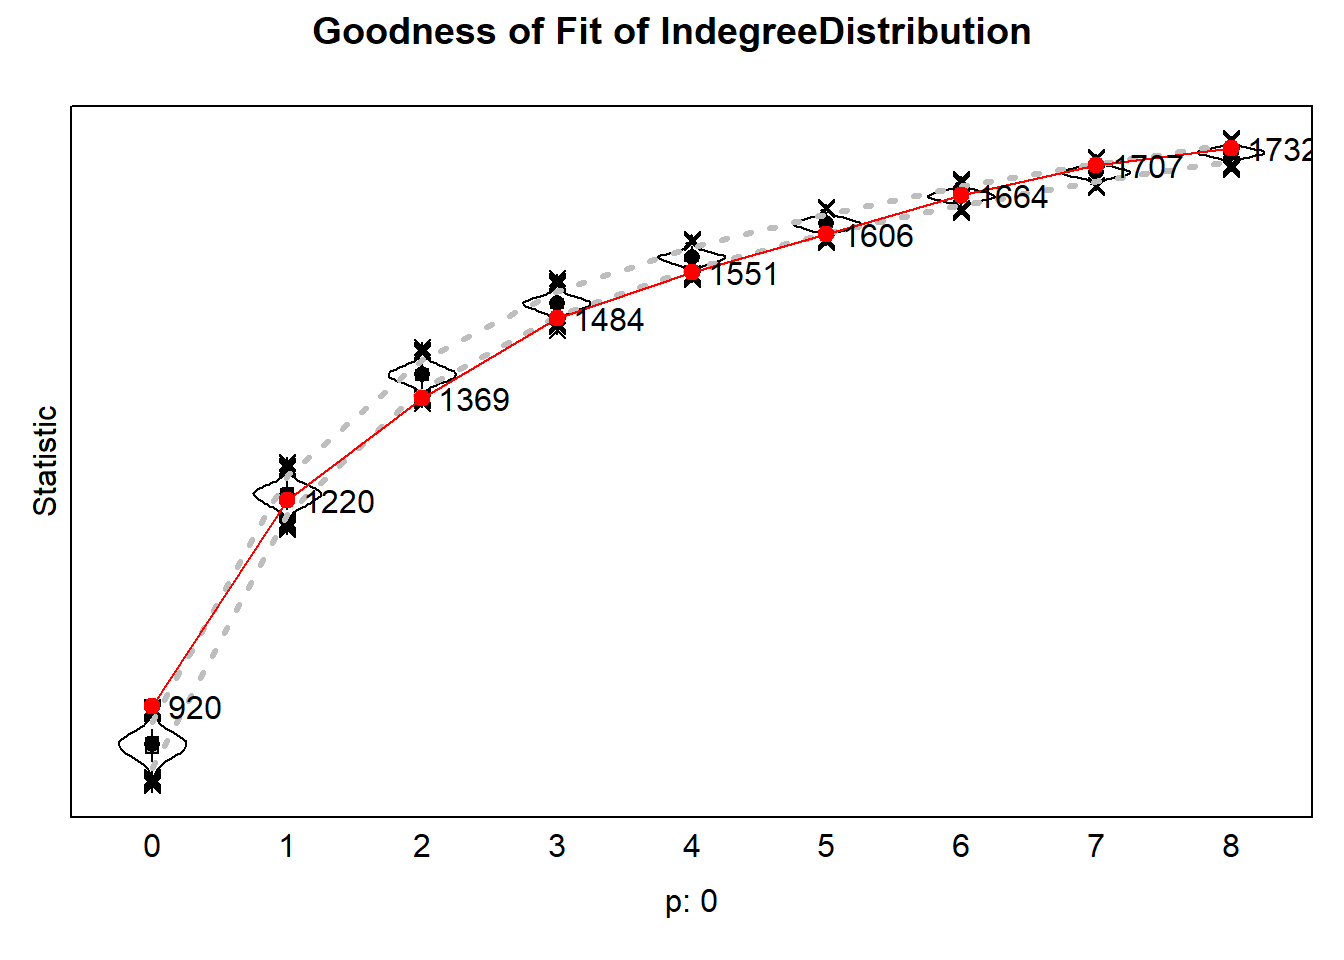 Goodness of Fit of IndegreeDistribution
Statistic
1732
1707
1664
1606
1551
1484
1369
1220
920
0 1 2 3 4 5 6 7 8
p: 0